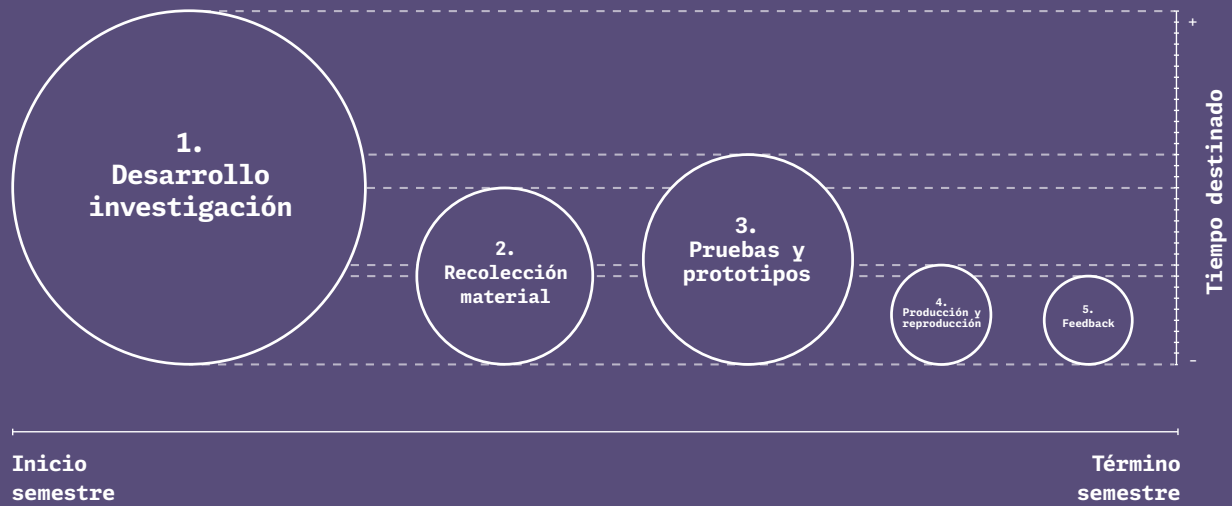 1.
Desarrollo
investigación
2.
Recolección
material
3.
Pruebas y
prototipos
4.
Producción y
reproducción
5.
Feedback
+
Tiempo destinado
-
Inicio
semestre
Término
semestre